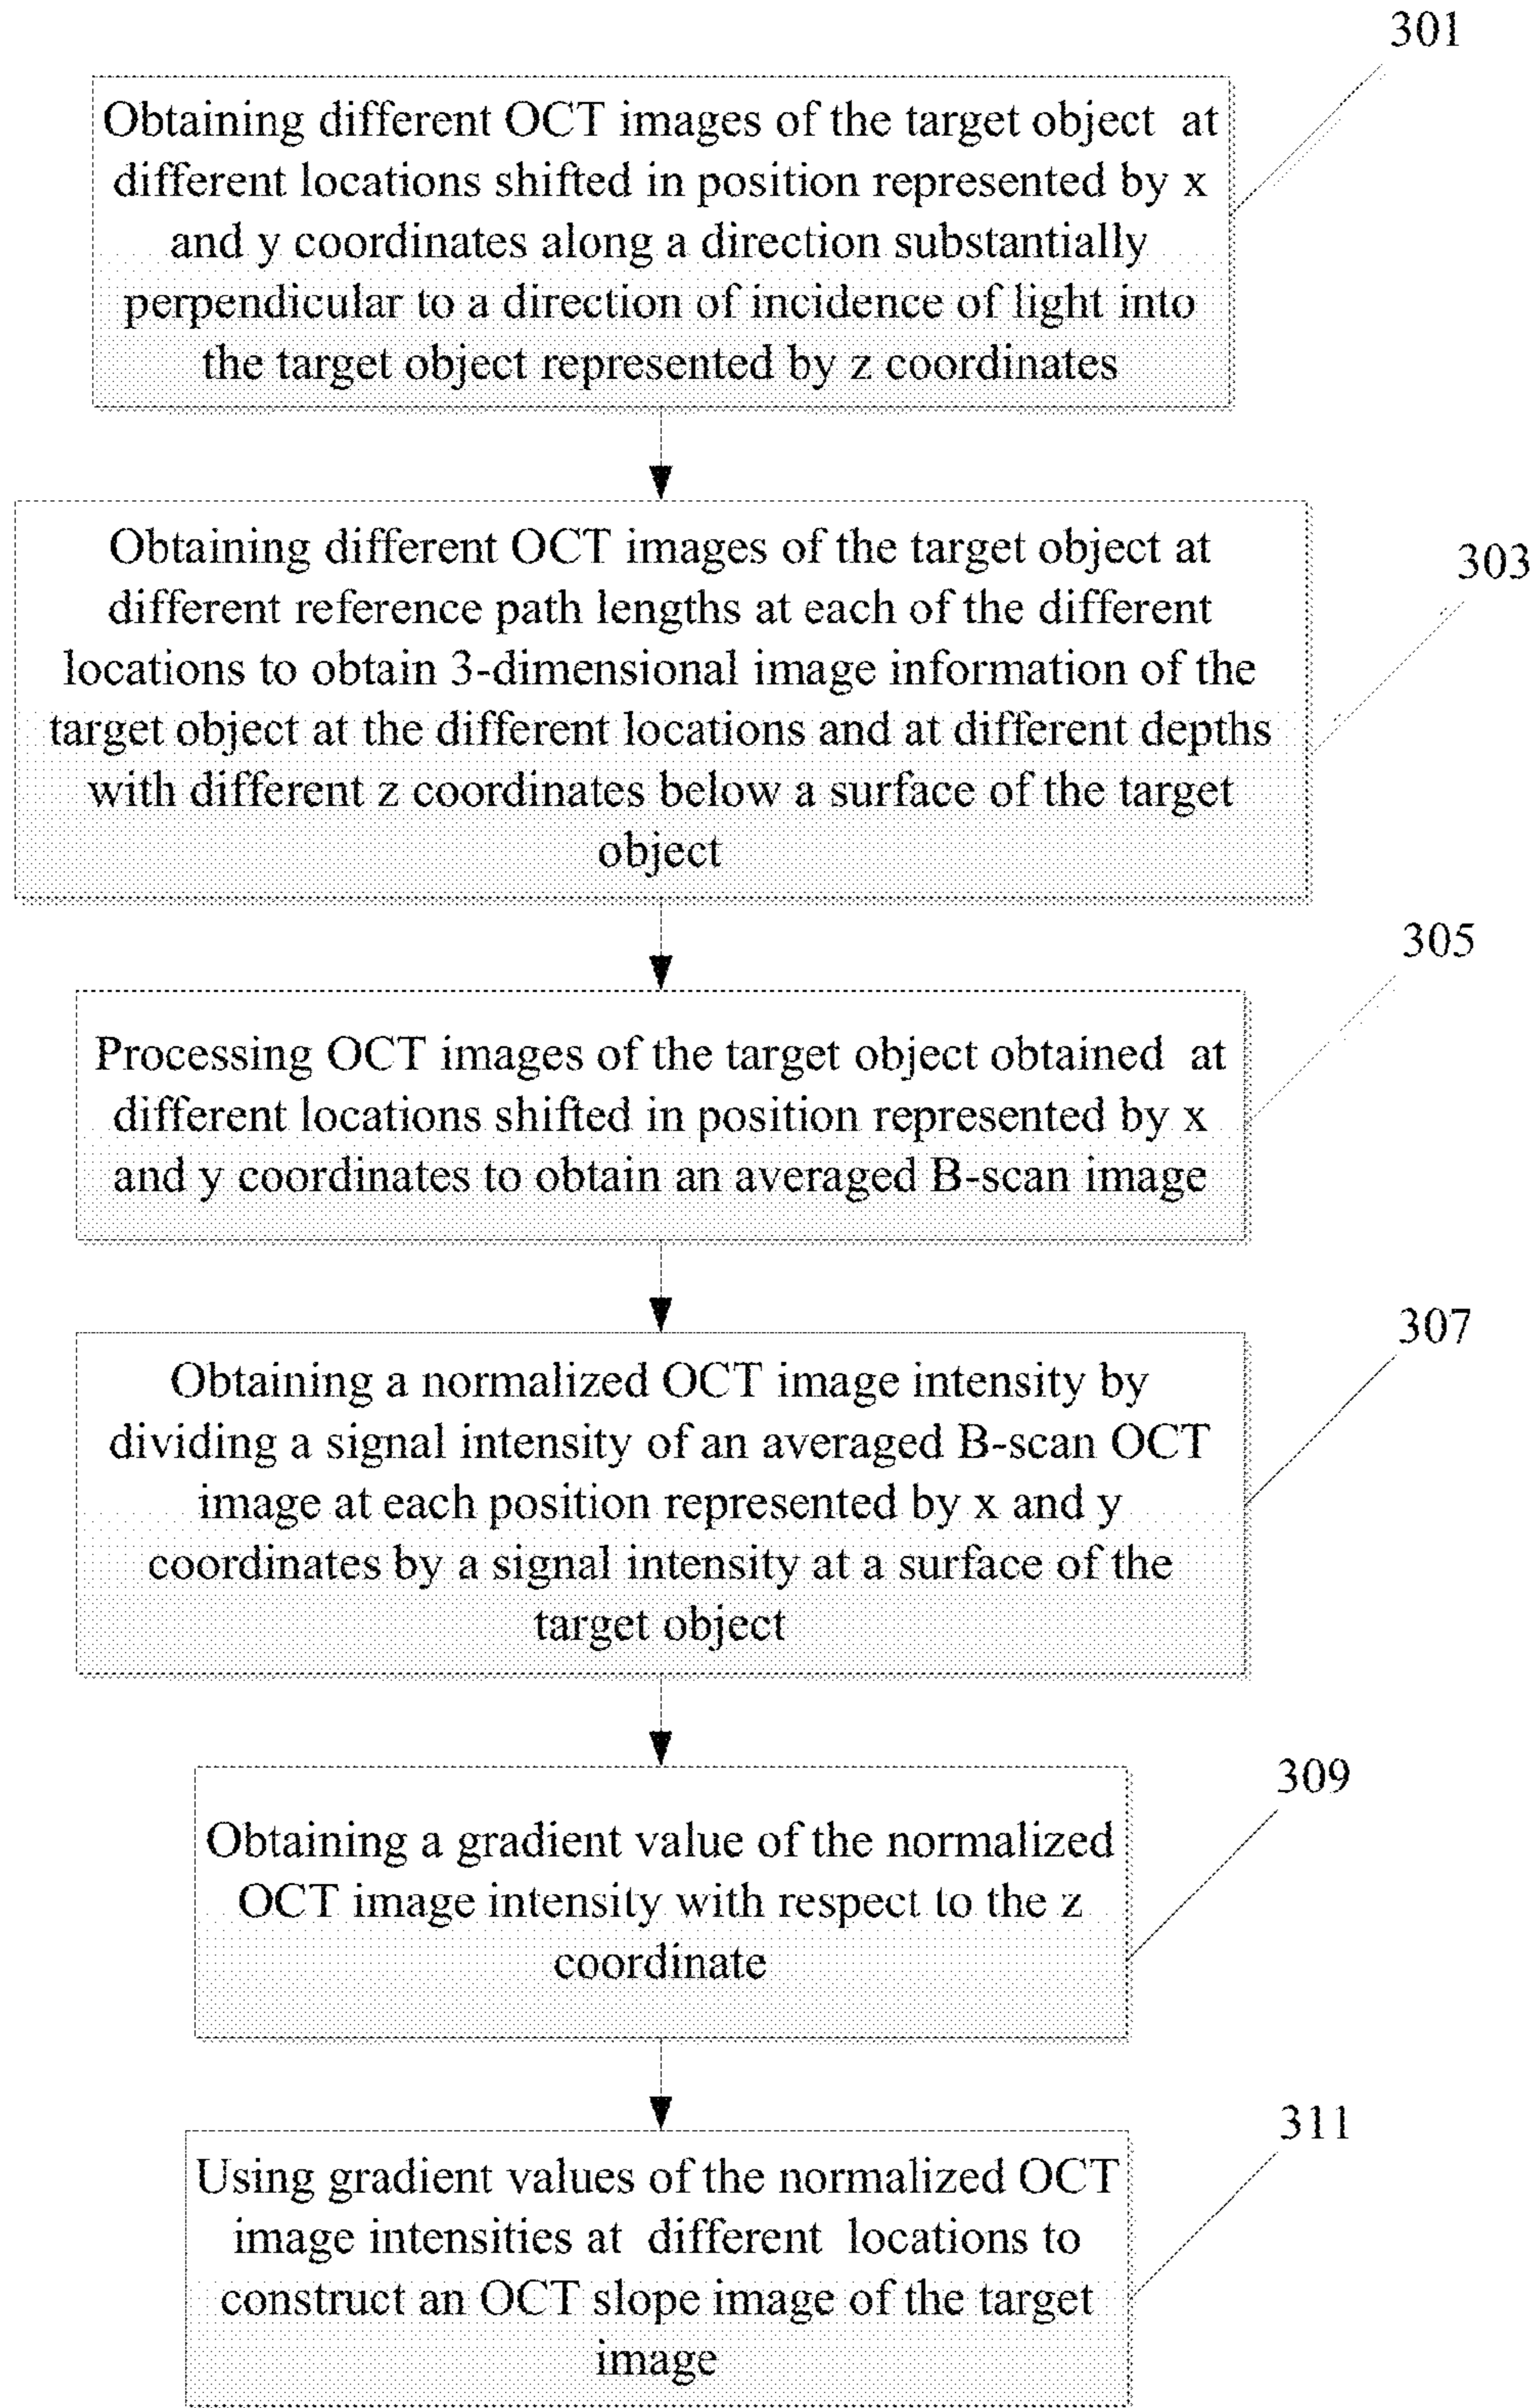 301
Obtaining different OCT images of the target object at
different locations shifted in position represented by x
and y coordinates along a direction substantially
perpendicular to a direction of incidence of light into
the target object represented by z coordinates
303
Obtaining different OCT images of the target object at
different reference path lengths at each of the different
locations to obtain 3-dimensional image information of the
target object at the different locations and at different depths
with different z coordinates below a surface of the target
object
305
Processing OCT images of the target object obtained at
different locations shifted in position represented by x
and y coordinates to obtain an averaged B-scan image
307
Obtaining a normalized OCT image intensity by
dividing a signal intensity of an averaged B-scan OCT
image at each position represented by x and y
coordinates by a signal intensity at a surface of the
target object
309
Obtaining a gradient value of the normalized
OCT image intensity with respect to the z
coordinate
311
Using gradient values of the normalized OCT
image intensities at different locations to
construct an OCT slope image of the target
image